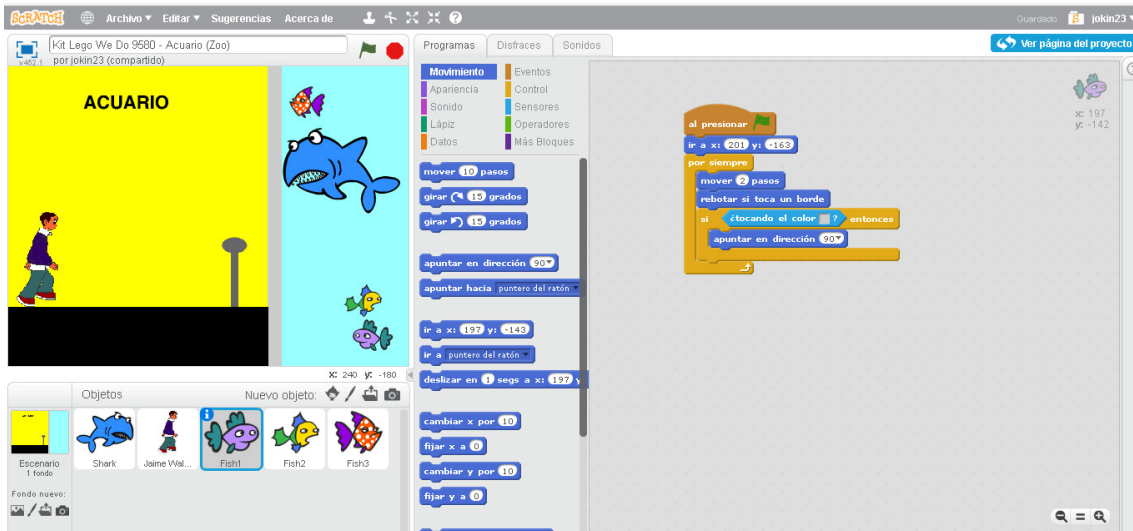 SCRATCH Archivo▼ Editar▼ Sugerencias Acerca de Guardado jokin23
Kit Lego We Do 9580 - Acuario (Zoo)
v462.1 por jokin23 (compartido)
Programas Disfraces Sonidos
Ver página del proyecto
ACUARIO
X: 240 y: -180
Objetos
Nuevo objeto:
Escenario
1 fondo
Fondo nuevo:
Shark
Jaime Wal...
Fish1
Fish2
Fish3
Movimiento Eventos
Apariencia Control
Sonido Sensores
Lápiz Operadores
Datos Más Bloques
mover 10 pasos
girar 15 grados
girar 15 grados
apuntar en dirección 90▼
apuntar hacia puntero del ratón
ir a x: 197 y: -143
ir a puntero del ratón
deslizar en 1 segs a x: 197 y
cambiar x por 10
fijar x a 0
cambiar y por 10
fijar y a 0
al presionar
ir a x: 201 y: -163
por siempre
mover 2 pasos
rebotar si toca un borde
si ¿tocando el color ? entonces
apuntar en dirección 90▼
x: 197
y: -142